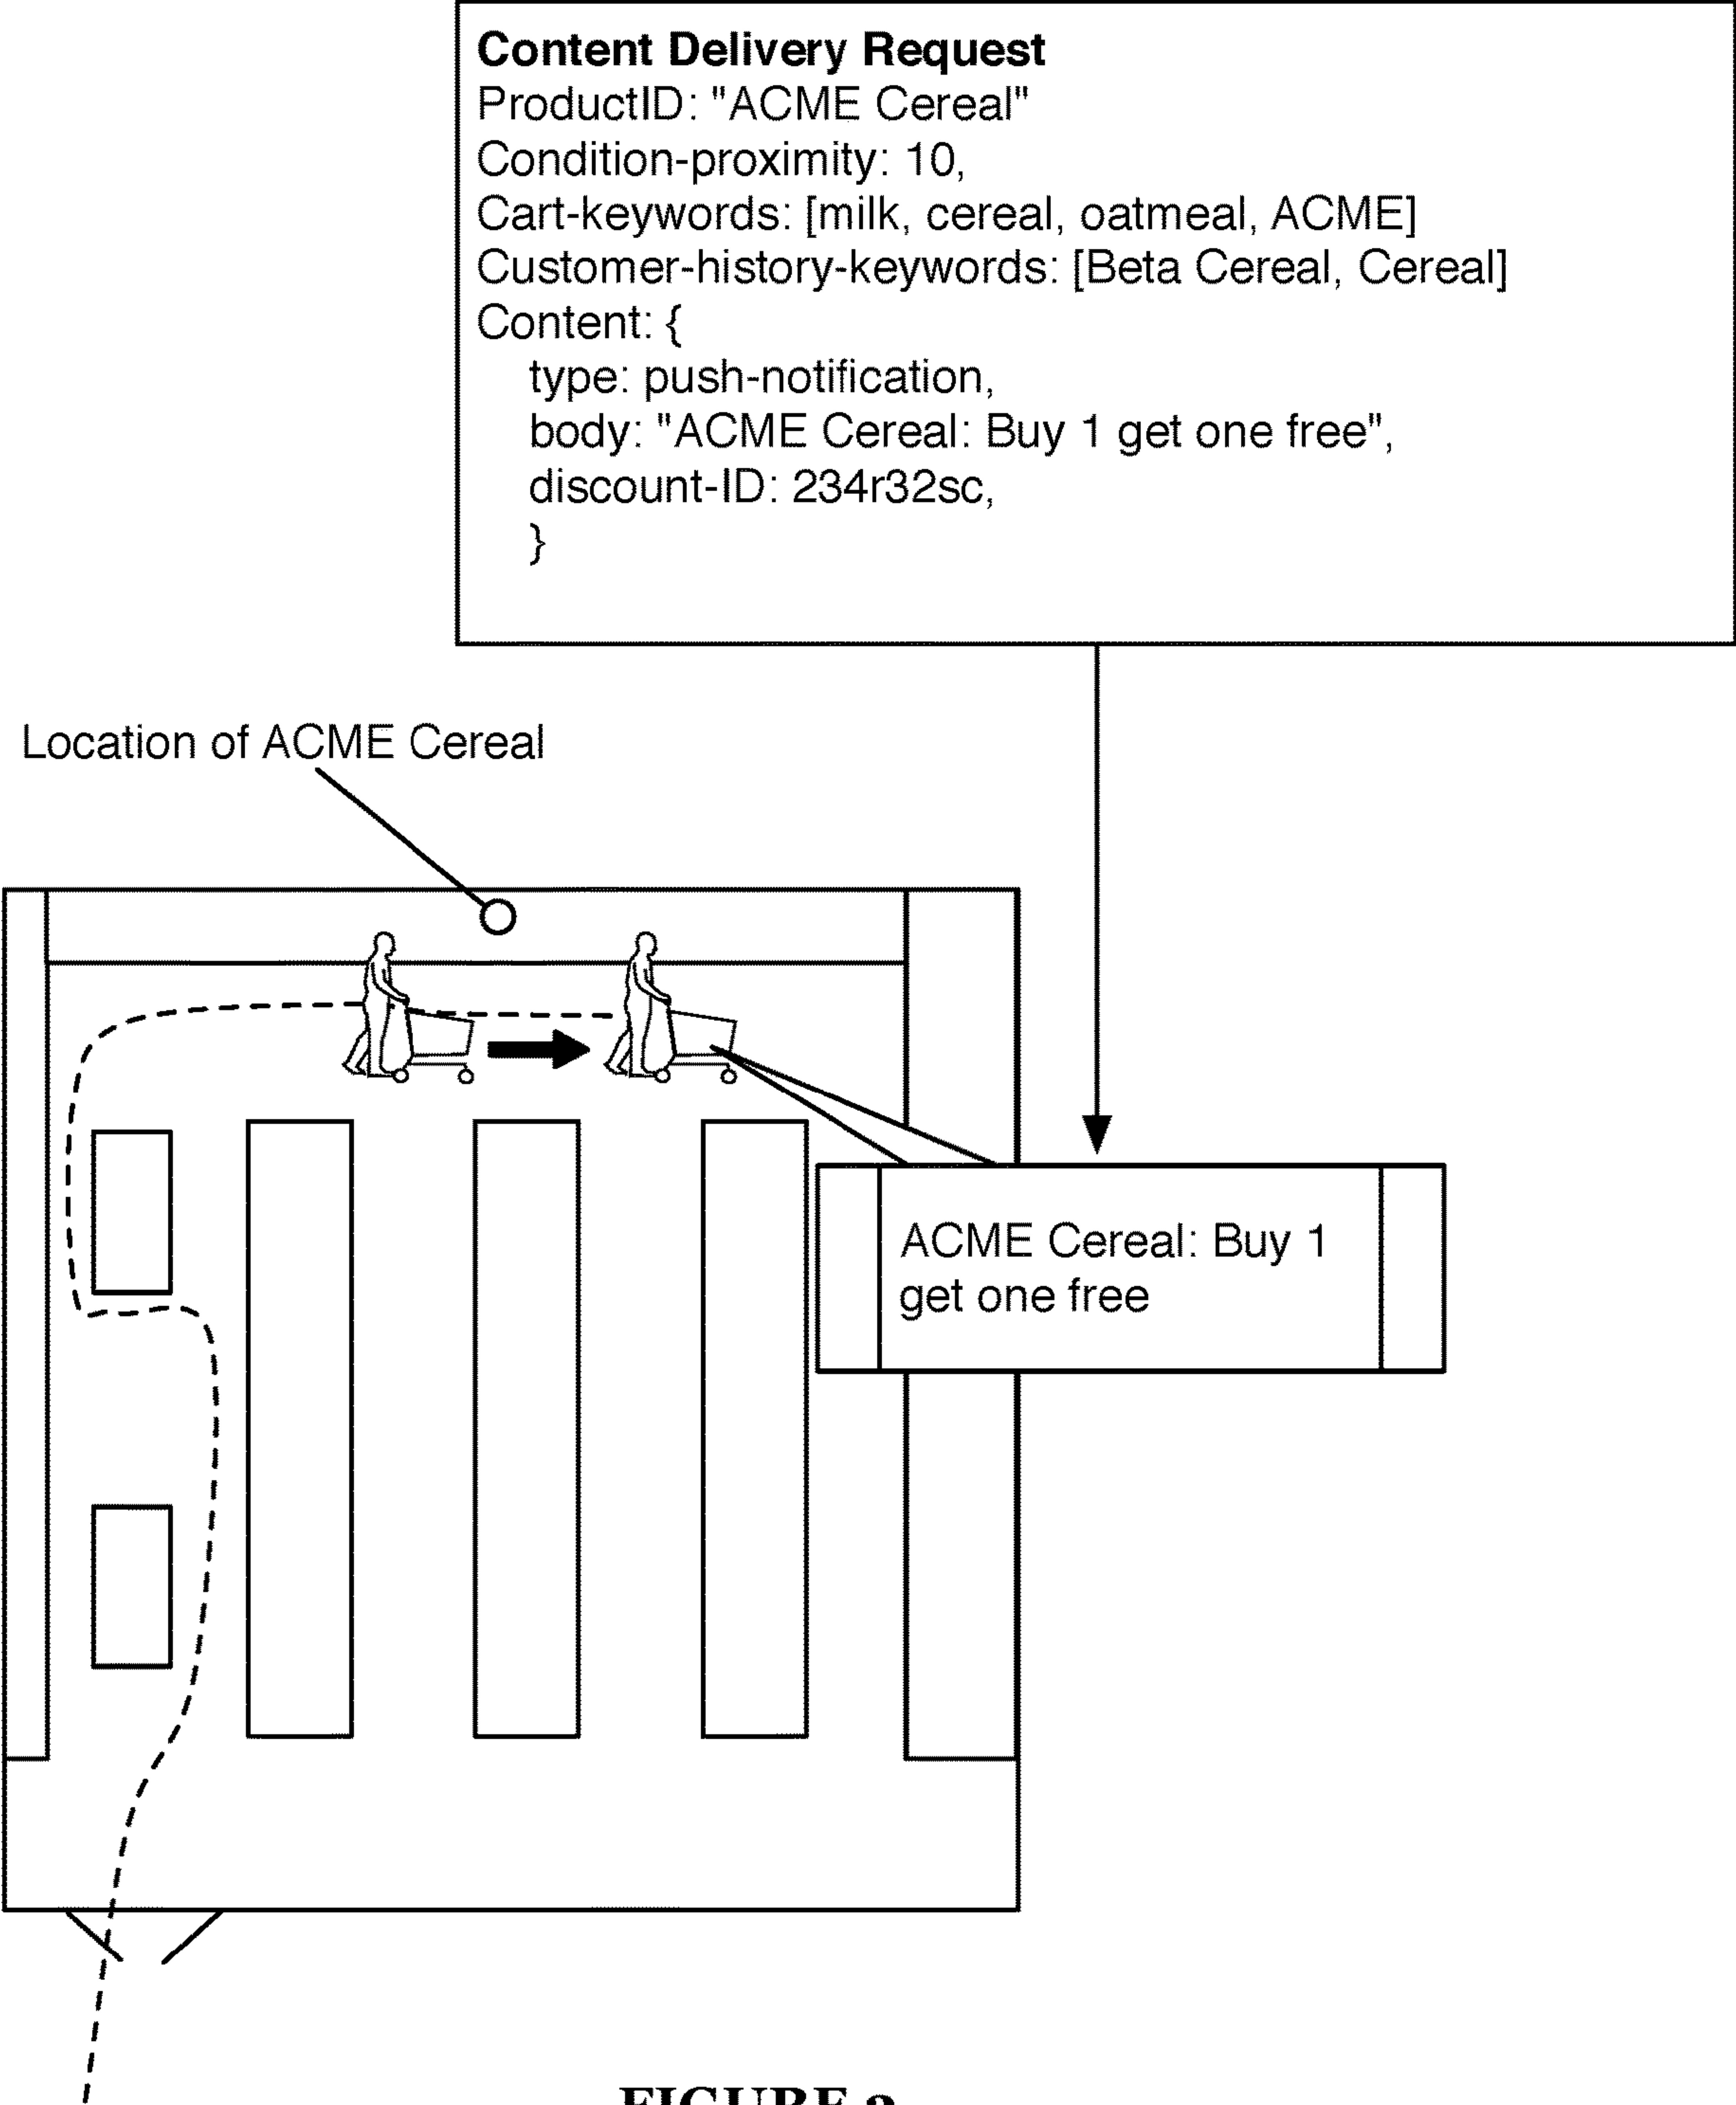 Content Delivery Request
ProductID: "ACME Cereal"
Condition-proximity: 10,
Cart-keywords: [milk, cereal, oatmeal, ACME]
Customer-history-keywords: [Beta Cereal, Cereal]
Content: {
type: push-notification,
body: "ACME Cereal: Buy 1 get one free",
discount-ID: 234r32sc,
}
Location of ACME Cereal
ACME Cereal: Buy 1
get one free
FIGURE